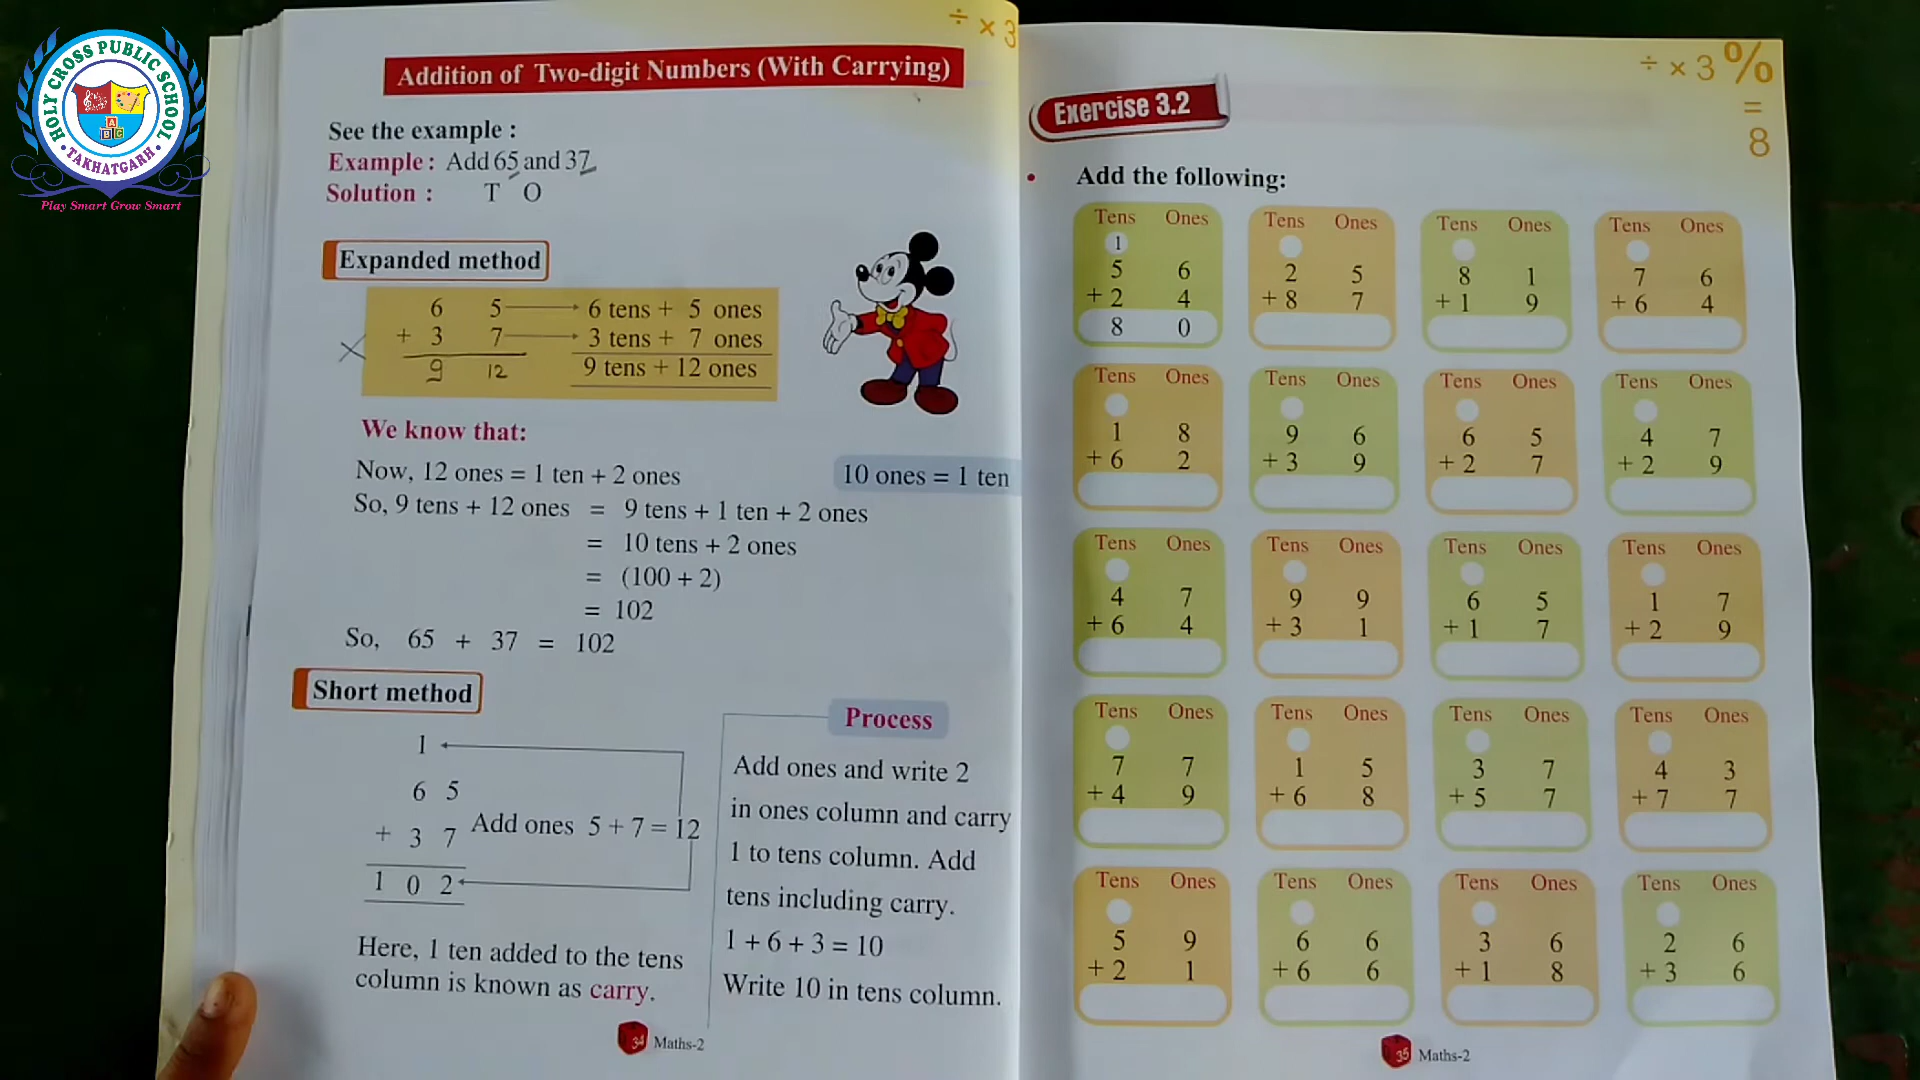 HOLY CROSS PUBLIC SCHOOL
• TAKHATGARH •
A
B C
Play Smart Grow Smart
÷ × 3
Addition of Two-digit Numbers (With Carrying)
See the example :
Example : Add 65 and 37
Solution : T O
Expanded method
6 5 → 6 tens + 5 ones
+ 3 7 → 3 tens + 7 ones
9 12 9 tens + 12 ones
We know that:
Now, 12 ones = 1 ten + 2 ones
10 ones = 1 ten
So, 9 tens + 12 ones = 9 tens + 1 ten + 2 ones
= 10 tens + 2 ones
= (100 + 2)
= 102
So, 65 + 37 = 102
Short method
1
6 5
+ 3 7 Add ones 5 + 7 = 12
1 0 2
Here, 1 ten added to the tens
column is known as carry.
Process
Add ones and write 2
in ones column and carry
1 to tens column. Add
tens including carry.
1 + 6 + 3 = 10
Write 10 in tens column.
34 Maths-2
÷ × 3 %
=
8
Exercise 3.2
• Add the following:
Tens Ones Tens Ones Tens Ones Tens Ones
1
5 6 2 5 8 1 7 6
+ 2 4 + 8 7 + 1 9 + 6 4
8 0
Tens Ones Tens Ones Tens Ones Tens Ones
1 8 9 6 6 5 4 7
+ 6 2 + 3 9 + 2 7 + 2 9
Tens Ones Tens Ones Tens Ones Tens Ones
4 7 9 9 6 5 1 7
+ 6 4 + 3 1 + 1 7 + 2 9
Tens Ones Tens Ones Tens Ones Tens Ones
7 7 1 5 3 7 4 3
+ 4 9 + 6 8 + 5 7 + 7 7
Tens Ones Tens Ones Tens Ones Tens Ones
5 9 6 6 3 6 2 6
+ 2 1 + 6 6 + 1 8 + 3 6
35 Maths-2